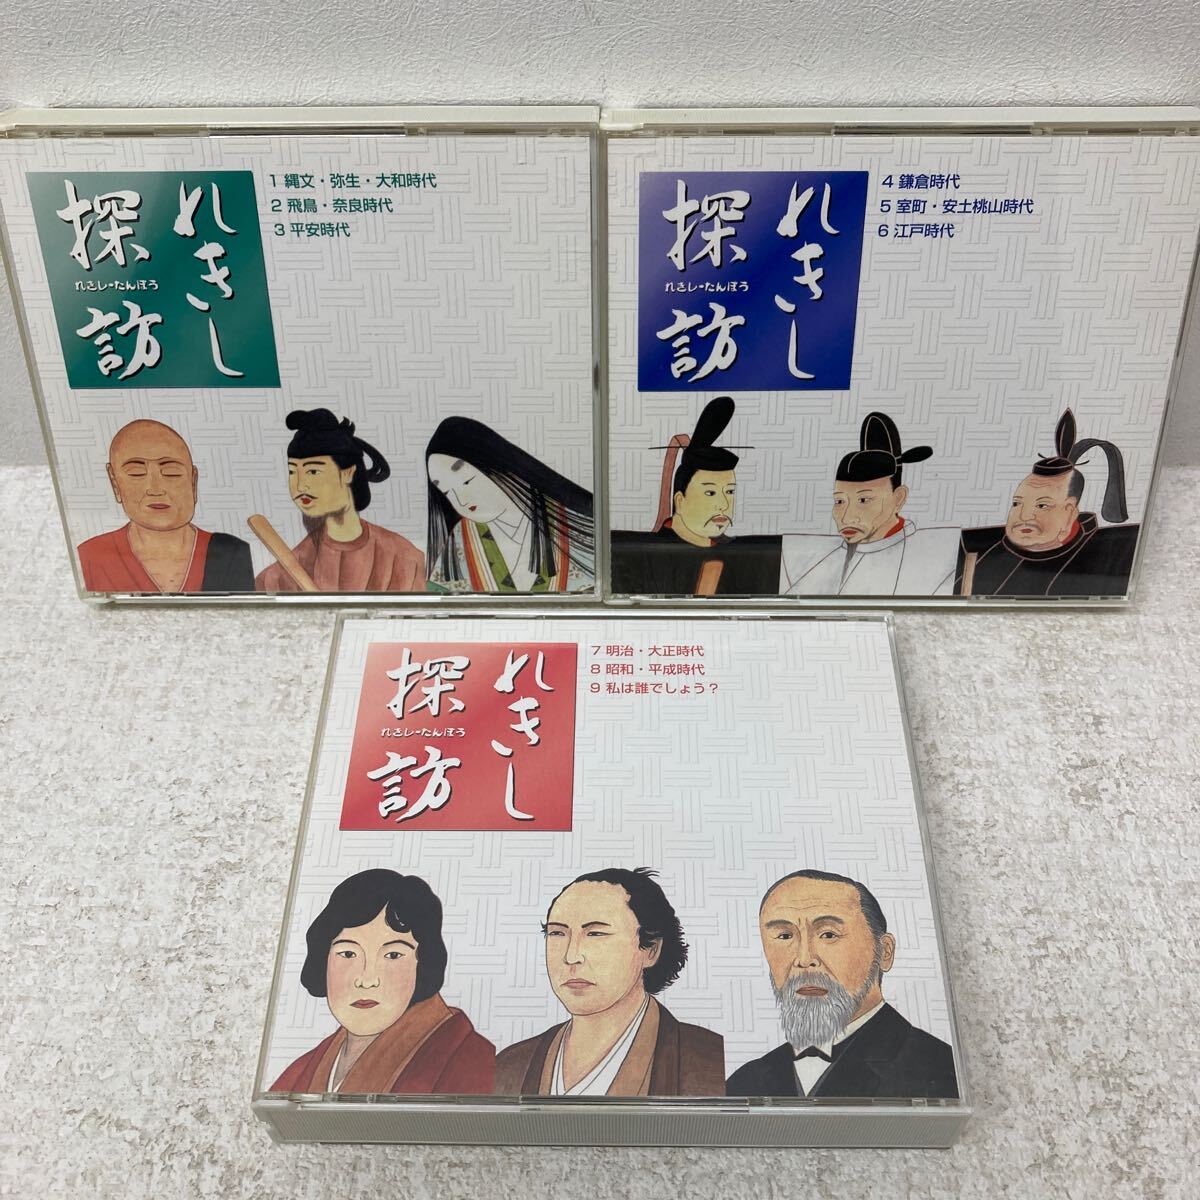 れきし
探訪
れきし-たんぼう
1 縄文・弥生・大和時代
2 飛鳥・奈良時代
3 平安時代
れきし
探訪
れきし-たんぼう
4 鎌倉時代
5 室町・安土桃山時代
6 江戸時代
れきし
探訪
れきし-たんぼう
7 明治・大正時代
8 昭和・平成時代
9 私は誰でしょう？